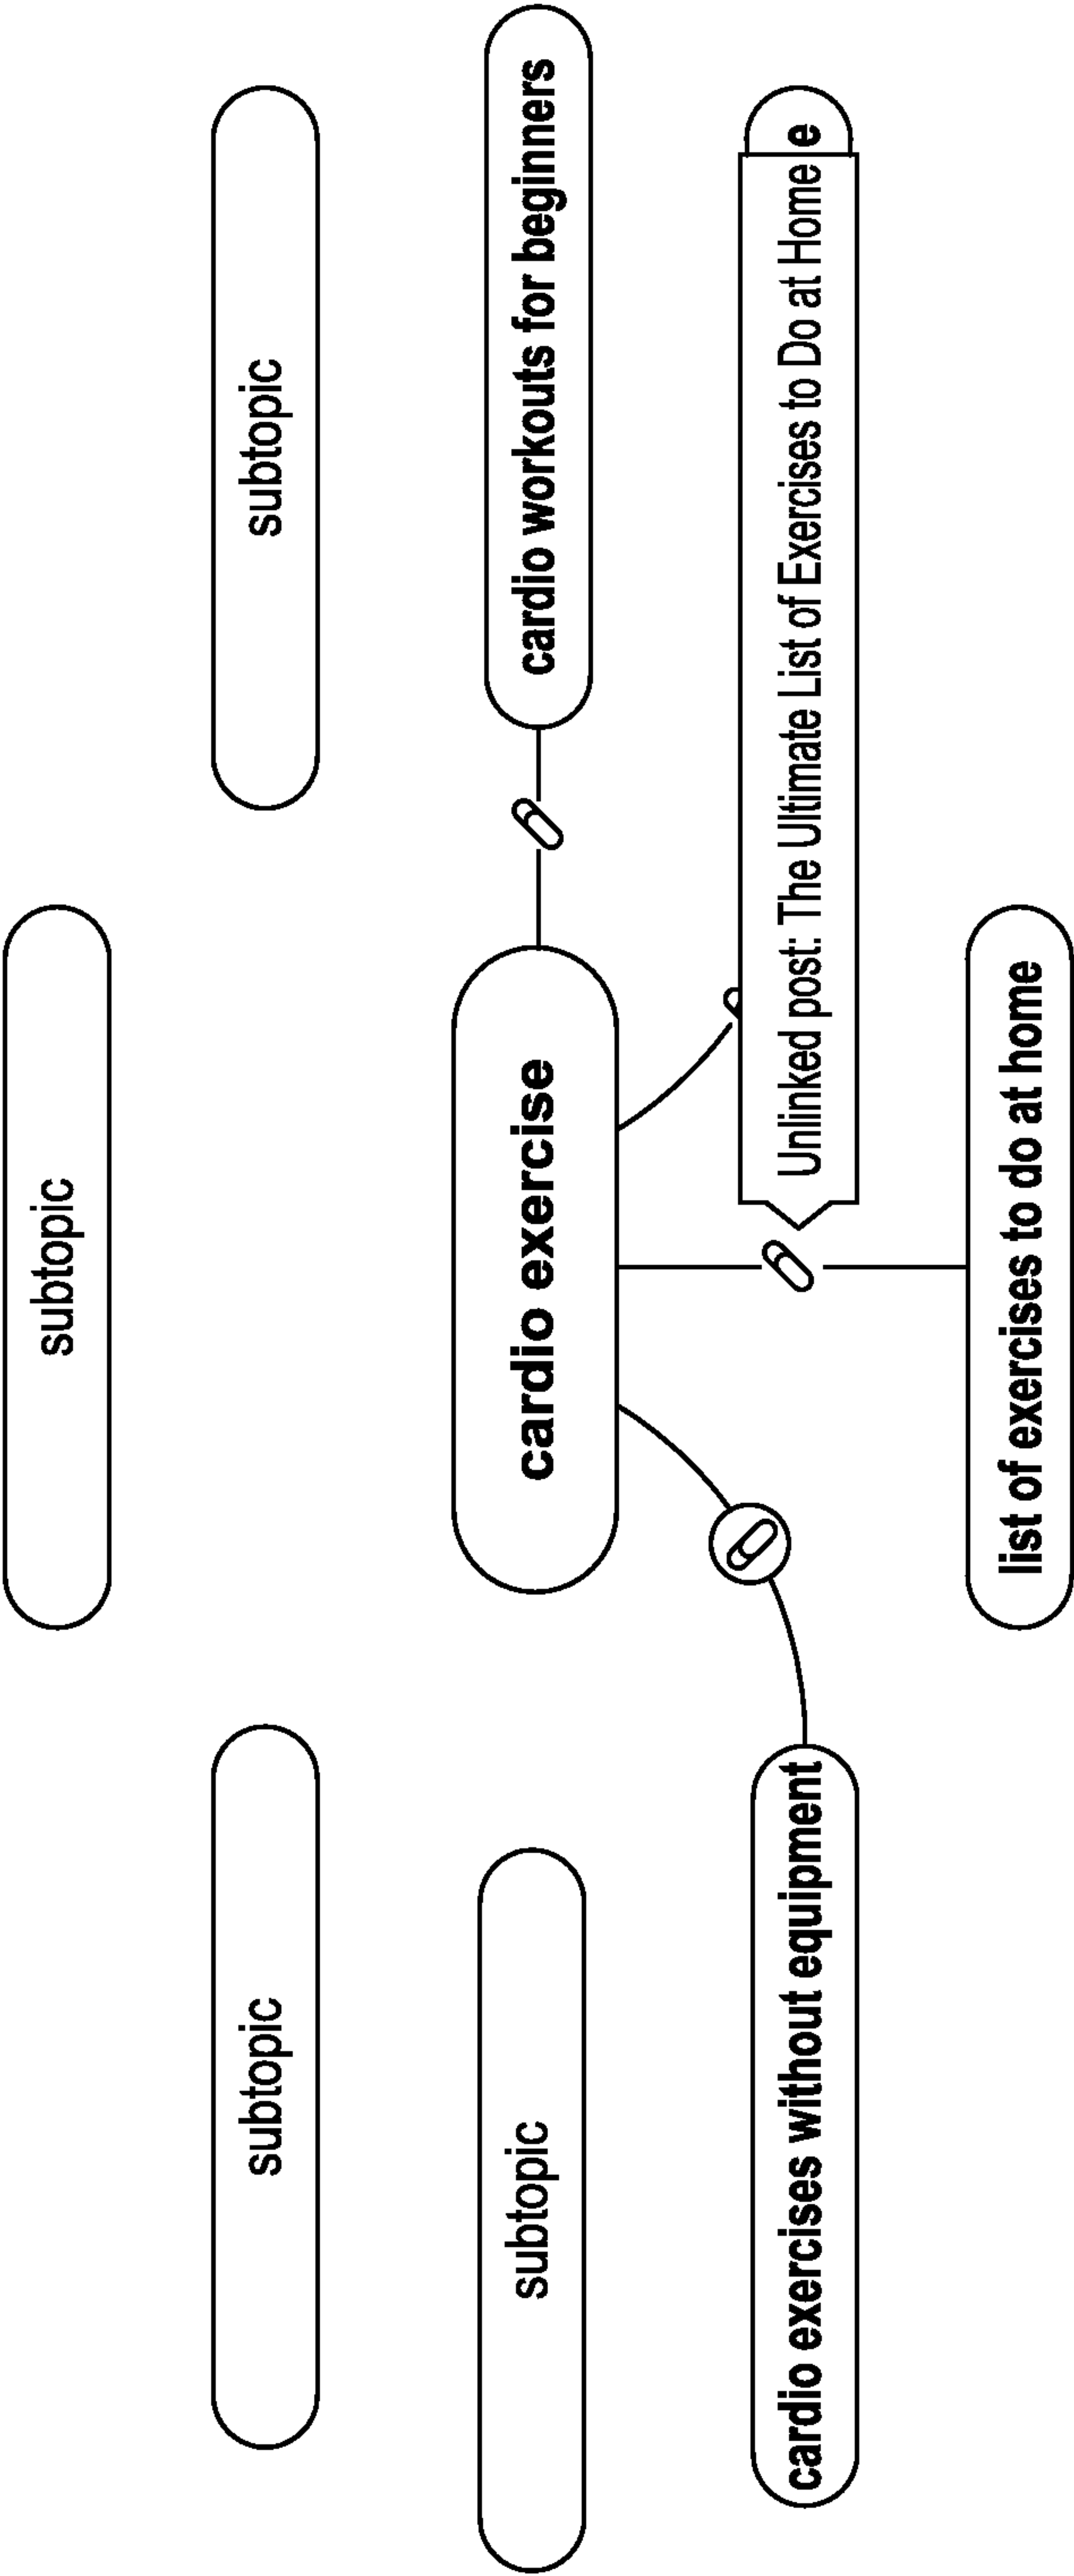 subtopic
subtopic
subtopic
subtopic
cardio exercise
cardio workouts for beginners
cardio exercises without equipment
Unlinked post: The Ultimate List of Exercises to Do at Home
e
list of exercises to do at home